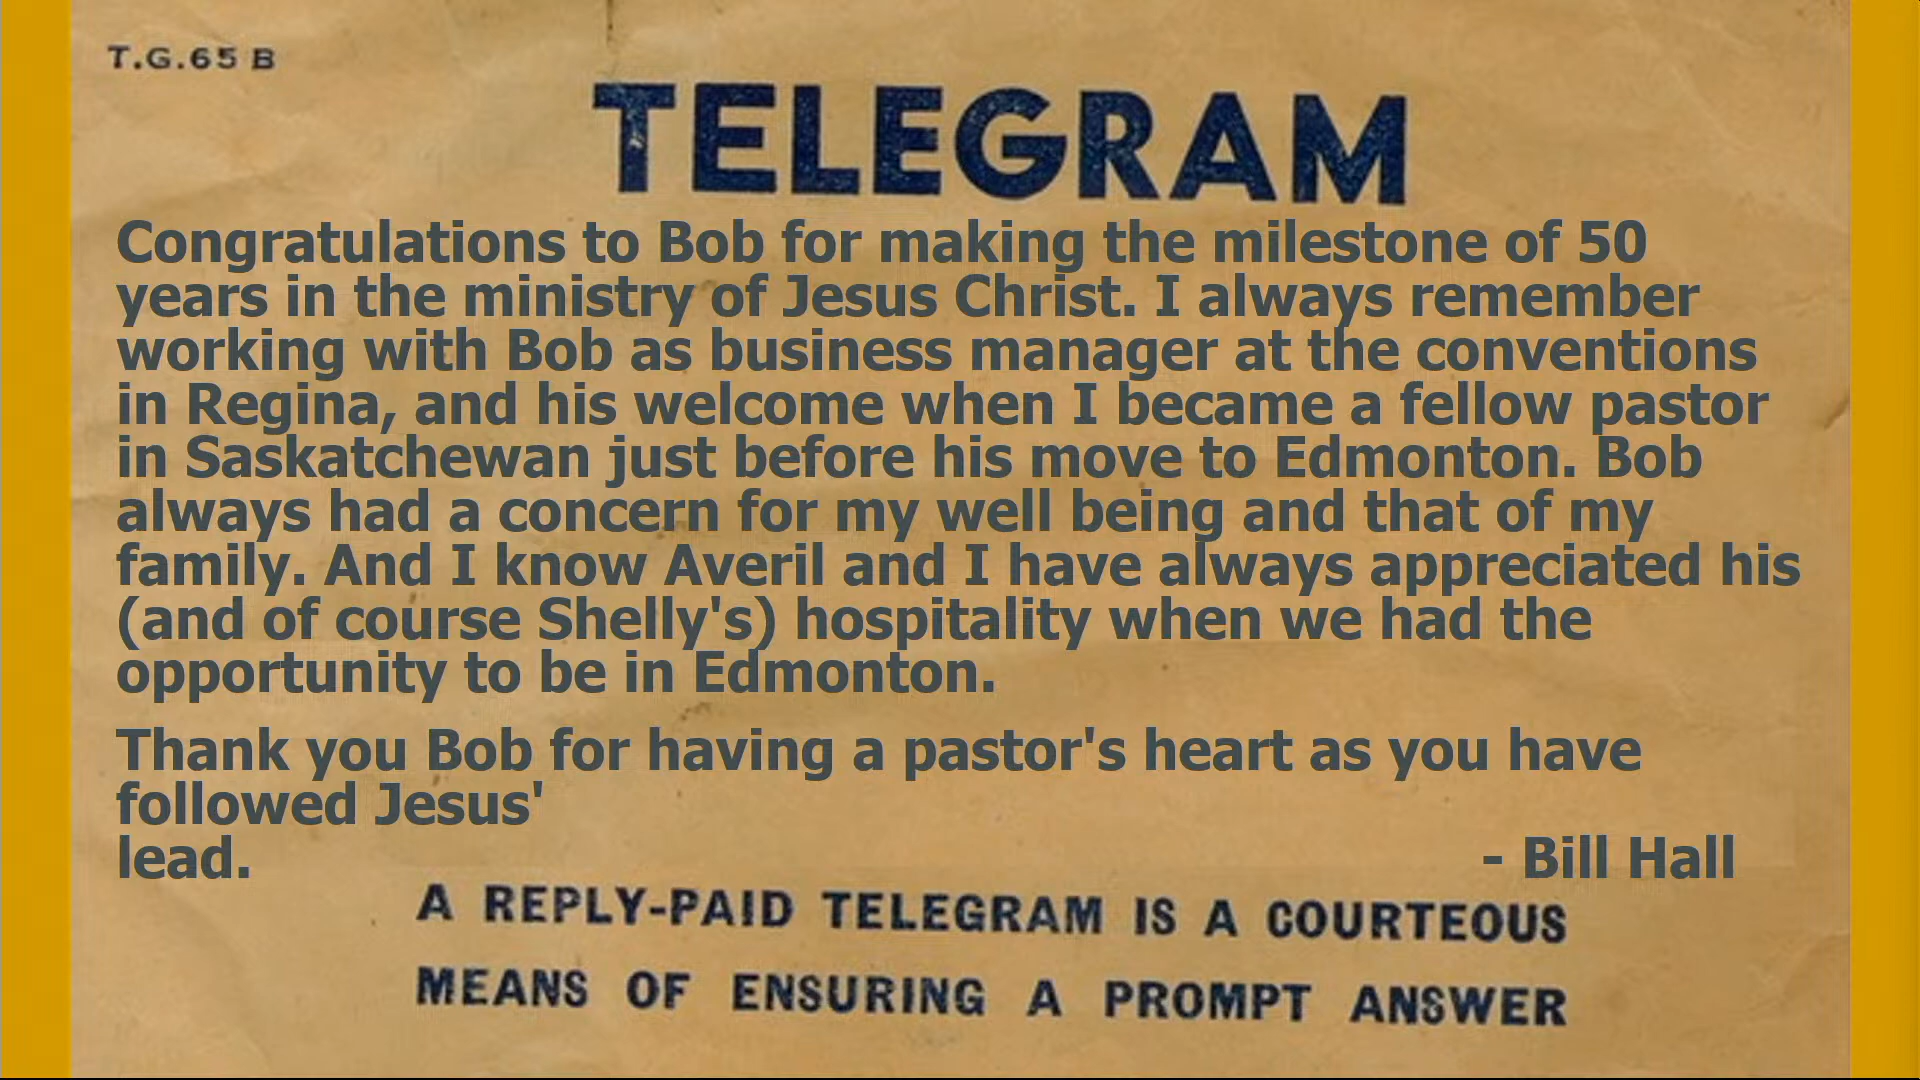 T.G.65 B
TELEGRAM
Congratulations to Bob for making the milestone of 50
years in the ministry of Jesus Christ. I always remember
working with Bob as business manager at the conventions
in Regina, and his welcome when I became a fellow pastor
in Saskatchewan just before his move to Edmonton. Bob
always had a concern for my well being and that of my
family. And I know Averil and I have always appreciated his
(and of course Shelly's) hospitality when we had the
opportunity to be in Edmonton.
Thank you Bob for having a pastor's heart as you have
followed Jesus'
lead. - Bill Hall
A REPLY-PAID TELEGRAM IS A COURTEOUS
MEANS OF ENSURING A PROMPT ANSWER